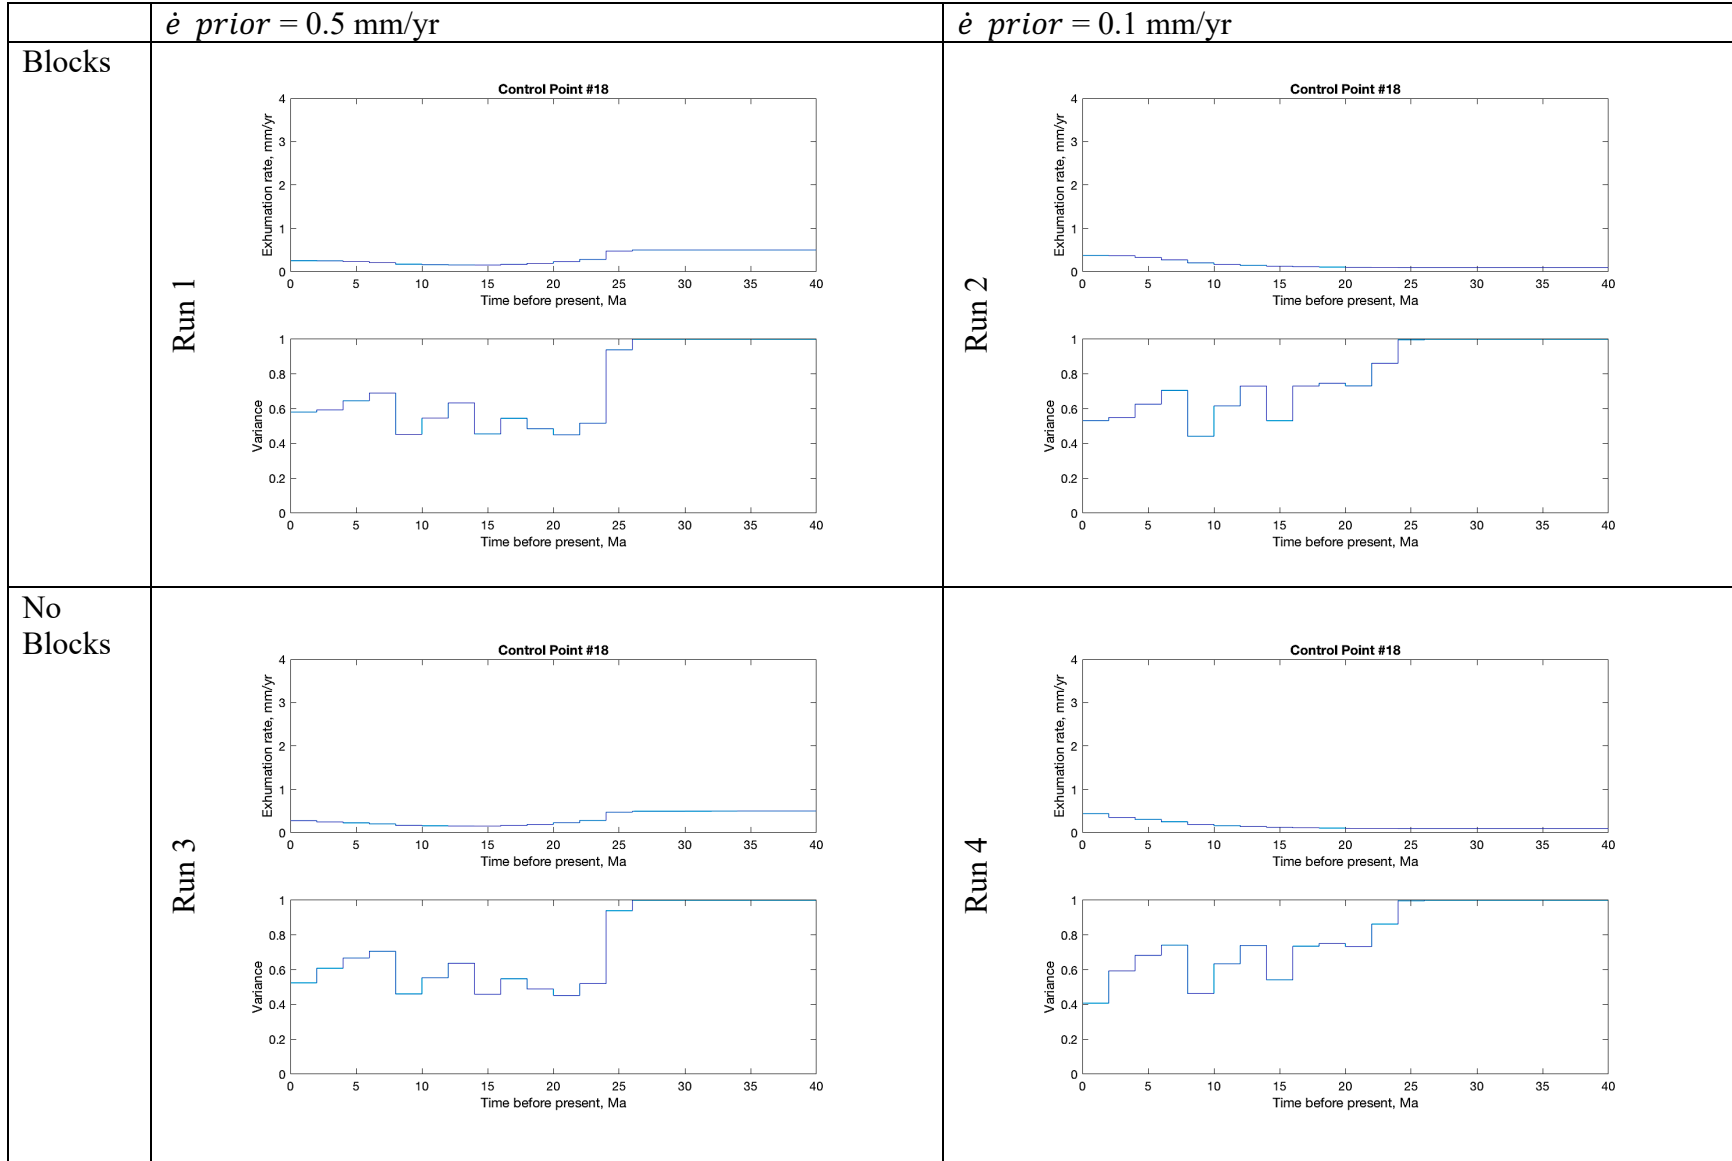 ė prior = 0.5 mm/yr
ė prior = 0.1 mm/yr
Blocks
Run 1
Control Point #18
4
3
2
1
0
Exhumation rate, mm/yr
0 5 10 15 20 25 30 35 40
Time before present, Ma
1
0.8
0.6
0.4
0.2
0
Variance
0 5 10 15 20 25 30 35 40
Time before present, Ma
Run 2
Control Point #18
4
3
2
1
0
Exhumation rate, mm/yr
0 5 10 15 20 25 30 35 40
Time before present, Ma
1
0.8
0.6
0.4
0.2
0
Variance
0 5 10 15 20 25 30 35 40
Time before present, Ma
No
Blocks
Run 3
Control Point #18
4
3
2
1
0
Exhumation rate, mm/yr
0 5 10 15 20 25 30 35 40
Time before present, Ma
1
0.8
0.6
0.4
0.2
0
Variance
0 5 10 15 20 25 30 35 40
Time before present, Ma
Run 4
Control Point #18
4
3
2
1
0
Exhumation rate, mm/yr
0 5 10 15 20 25 30 35 40
Time before present, Ma
1
0.8
0.6
0.4
0.2
0
Variance
0 5 10 15 20 25 30 35 40
Time before present, Ma